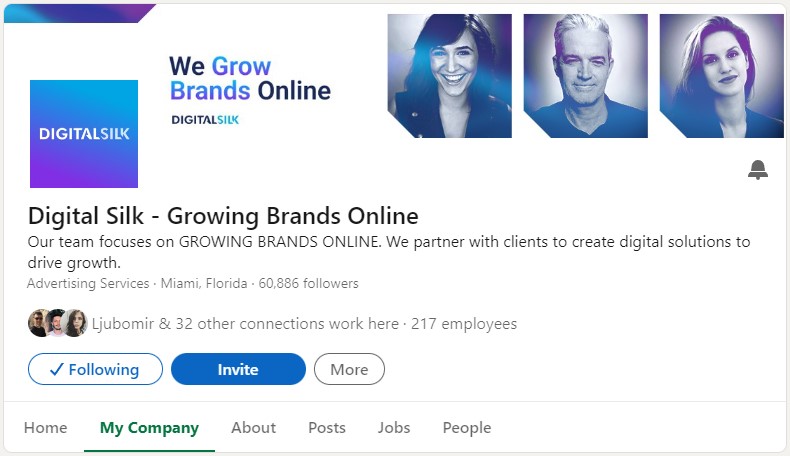 We Grow
Brands Online
DIGITALSILK
DIGITALSILK
Digital Silk - Growing Brands Online
Our team focuses on GROWING BRANDS ONLINE. We partner with clients to create digital solutions to
drive growth.
Advertising Services · Miami, Florida · 60,886 followers
Ljubomir & 32 other connections work here · 217 employees
Following
Invite
More
Home
My Company
About
Posts
Jobs
People